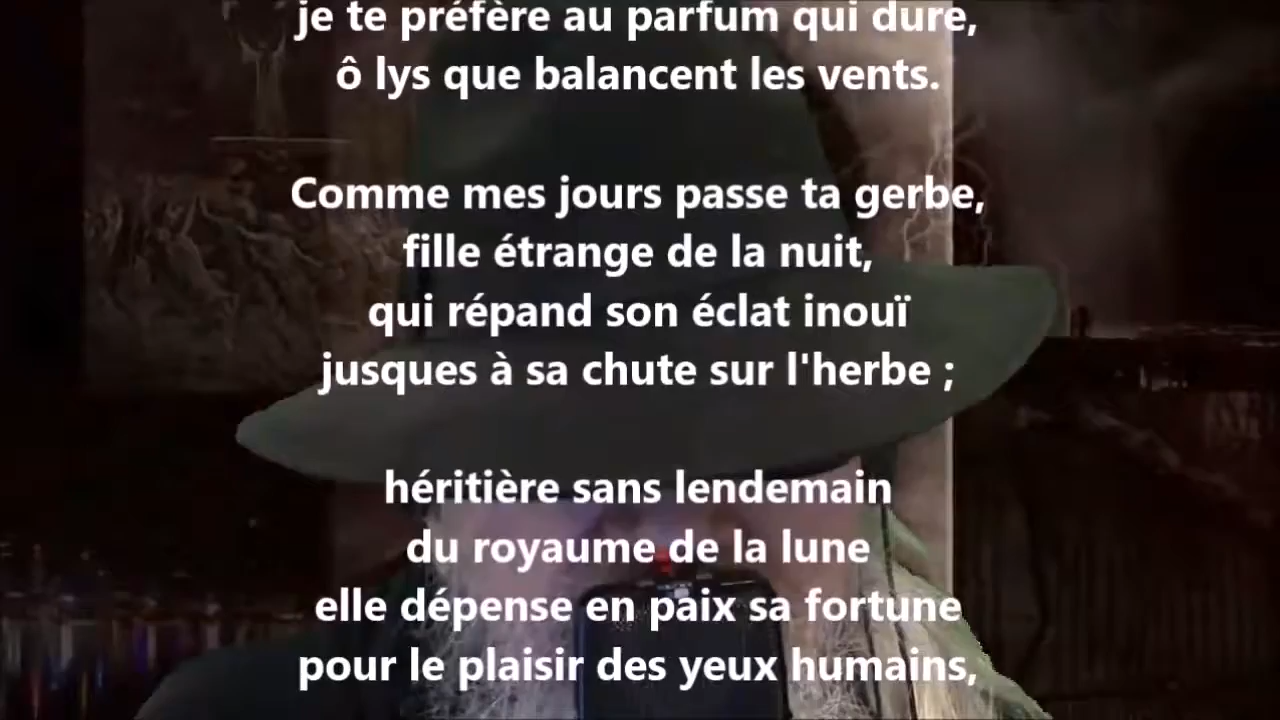 je te préfère au parfum qui dure,
ô lys que balancent les vents.
Comme mes jours passe ta gerbe,
fille étrange de la nuit,
qui répand son éclat inouï
jusques à sa chute sur l'herbe ;
héritière sans lendemain
du royaume de la lune
elle dépense en paix sa fortune
pour le plaisir des yeux humains,